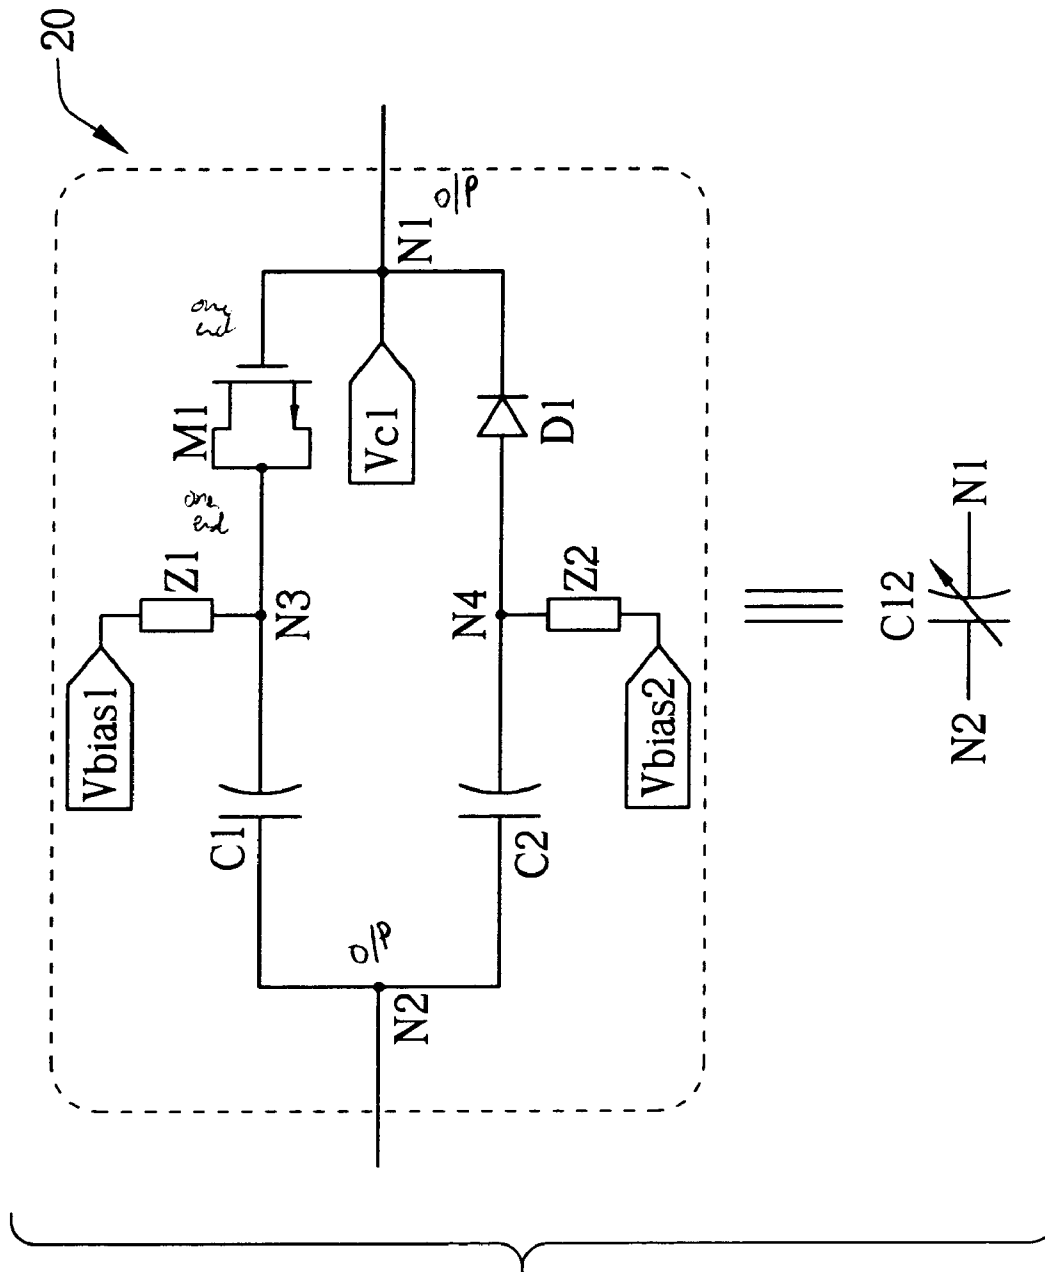 20
Vbias1
Z1
one end
M1
one end
N3
C1
Vc1
N1
O/P
O/P
N2
N4
D1
C2
Z2
Vbias2
C12
N2
N1